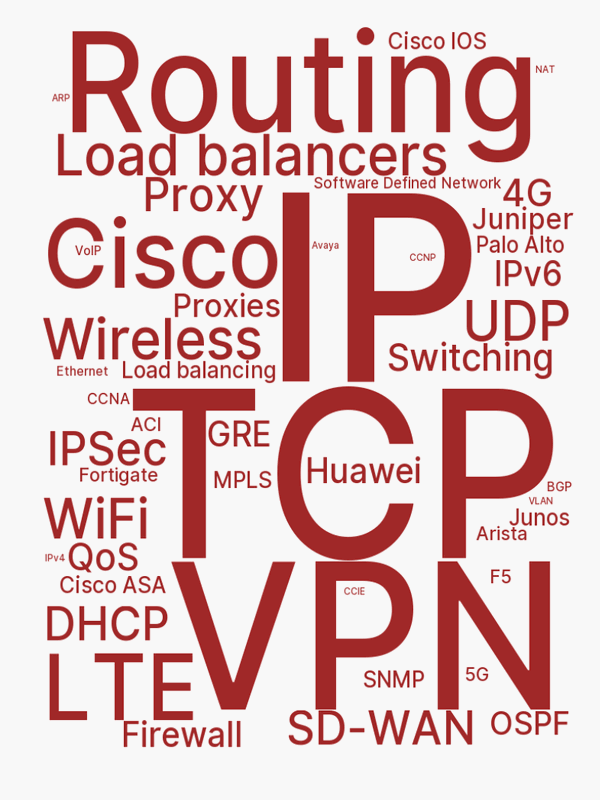 Routing
Cisco IOS
NAT
ARP
Load balancers
Proxy
Software Defined Network
4G
Juniper
Cisco
VoIP
IP
Avaya
CCNP
Palo Alto
IPv6
Proxies
UDP
Wireless
Switching
Ethernet
Load balancing
CCNA
TCP
ACI
GRE
IPSec
Huawei
Fortigate
MPLS
BGP
VLAN
WiFi
Junos
Arista
IPv4
QoS
Cisco ASA
VPN
CCIE
F5
DHCP
LTE
SNMP
5G
Firewall
SD-WAN
OSPF